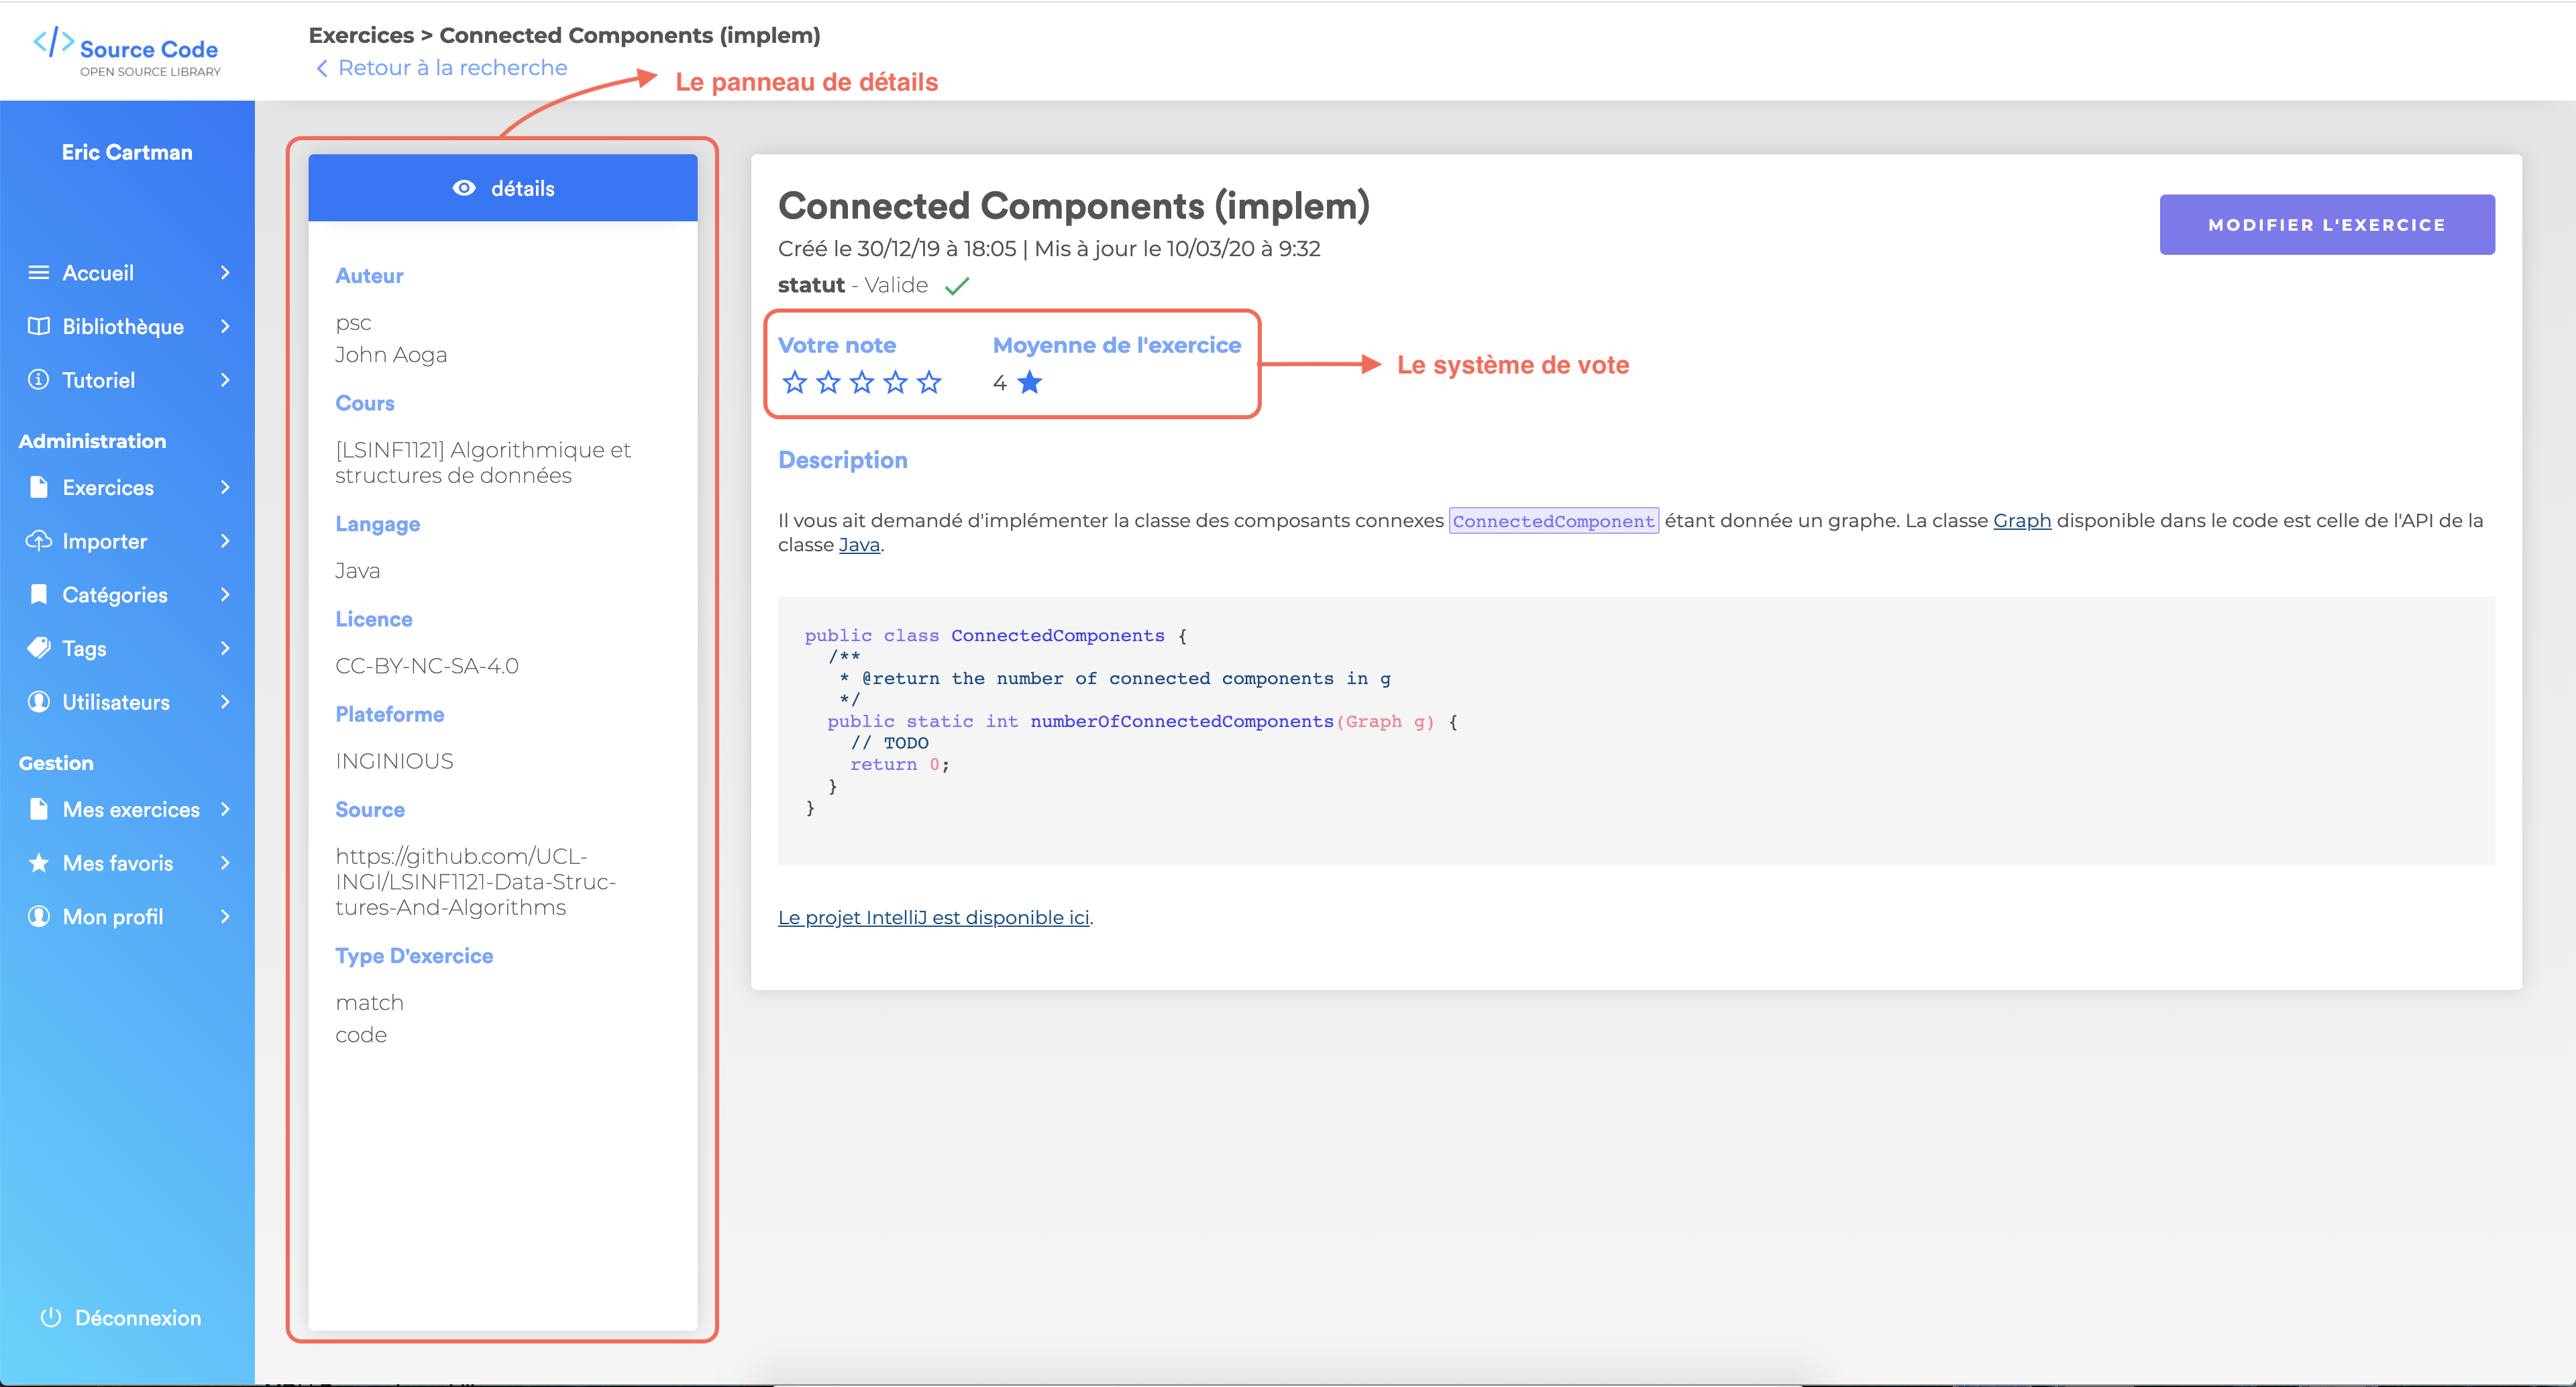 </> Source Code
OPEN SOURCE LIBRARY
Exercices > Connected Components (implem)
Retour à la recherche
Le panneau de détails
Eric Cartman
Accueil
Bibliothèque
Tutoriel
Administration
Exercices
Importer
Catégories
Tags
Utilisateurs
Gestion
Mes exercices
Mes favoris
Mon profil
Déconnexion
détails
Auteur
psc
John Aoga
Cours
[LSINF1121] Algorithmique et
structures de données
Langage
Java
Licence
CC-BY-NC-SA-4.0
Plateforme
INGINIOUS
Source
https://github.com/UCL-
INGI/LSINF1121-Data-Struc-
tures-And-Algorithms
Type D'exercice
match
code
Connected Components (implem)
MODIFIER L'EXERCICE
Créé le 30/12/19 à 18:05 | Mis à jour le 10/03/20 à 9:32
statut - Valide
Votre note
Moyenne de l'exercice
4
Le système de vote
Description
Il vous ait demandé d'implémenter la classe des composants connexes ConnectedComponent étant donnée un graphe. La classe Graph disponible dans le code est celle de l'API de la
classe Java.
public class ConnectedComponents {
/**
* @return the number of connected components in g
*/
public static int numberOfConnectedComponents(Graph g) {
// TODO
return 0;
}
}
Le projet IntelliJ est disponible ici.